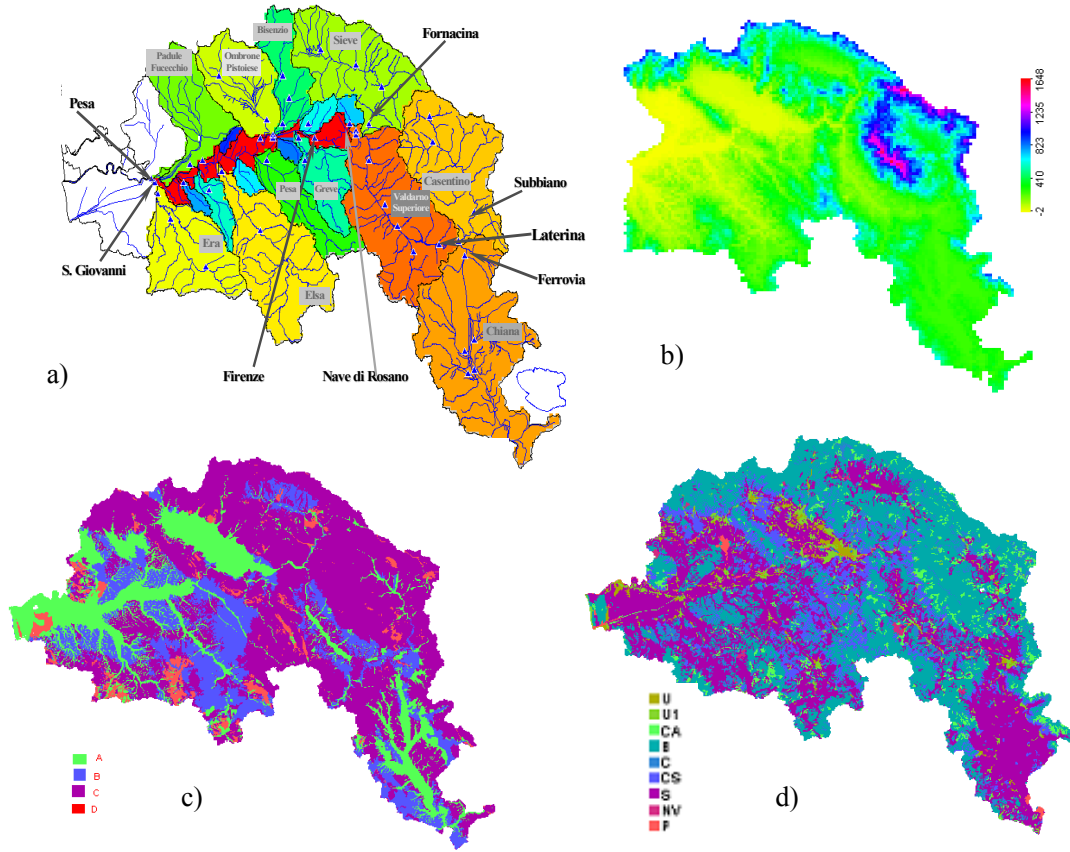 Bisenzio
Sieve
Fornacina
Padule
Fucecchio
Ombrone
Pistoiese
Pesa
Casentino
Subbiano
Pesa
Greve
Valdarno
Superiore
Laterina
Era
S. Giovanni
Ferrovia
Elsa
Chiana
a)
Firenze
Nave di Rosano
1648
1235
823
410
-2
b)
A
B
C
D
c)
U
U1
CA
B
C
CS
S
NV
P
d)